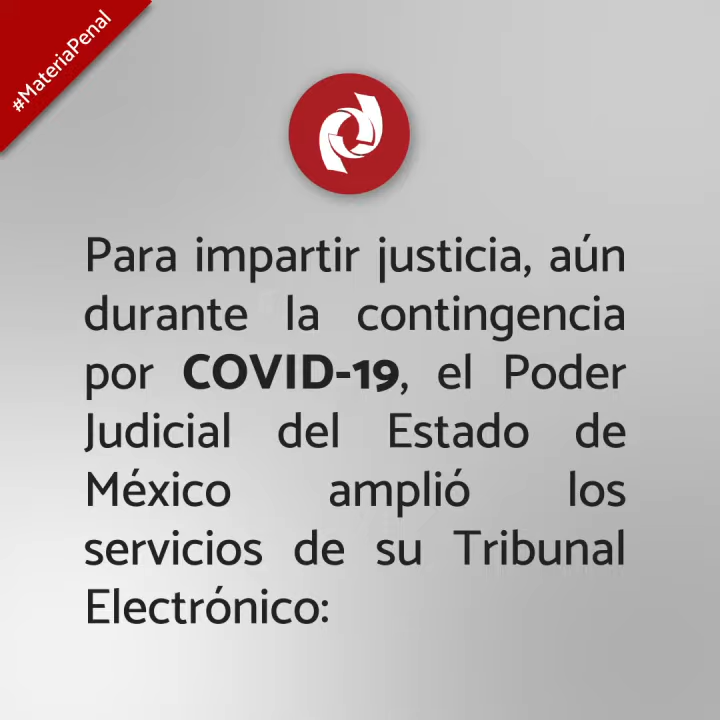 #MateriaPenal
Para impartir justicia, aún
durante la contingencia
por COVID-19, el Poder
Judicial del Estado de
México amplió los
servicios de su Tribunal
Electrónico: